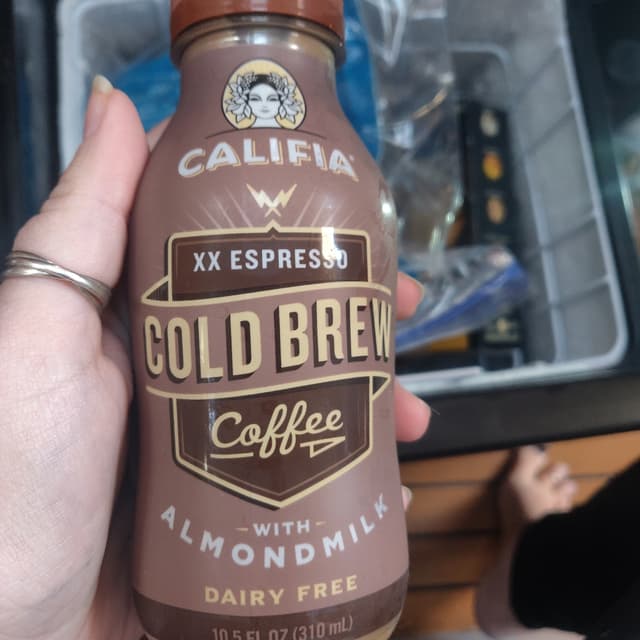 CALIFIA
XX ESPRESSO
COLD BREW
Coffee
WITH
ALMONDMILK
DAIRY FREE
10.5 FL OZ (310 mL)